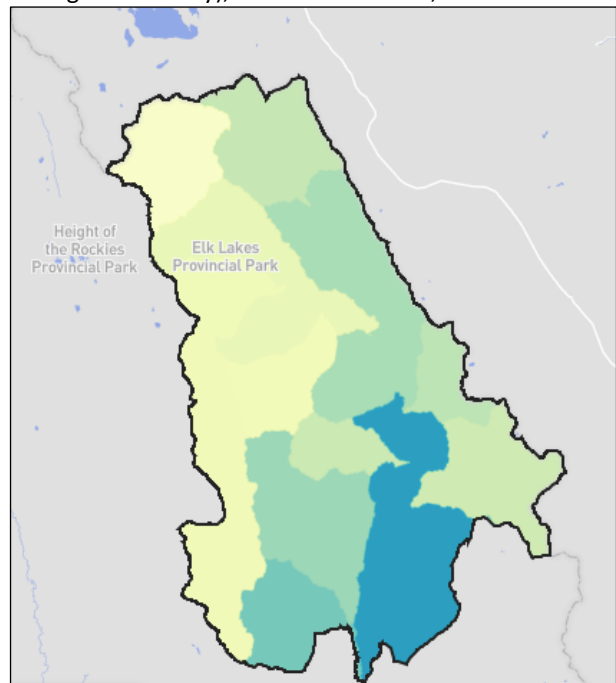 Height of
the Rockies
Provincial Park
Elk Lakes
Provincial Park